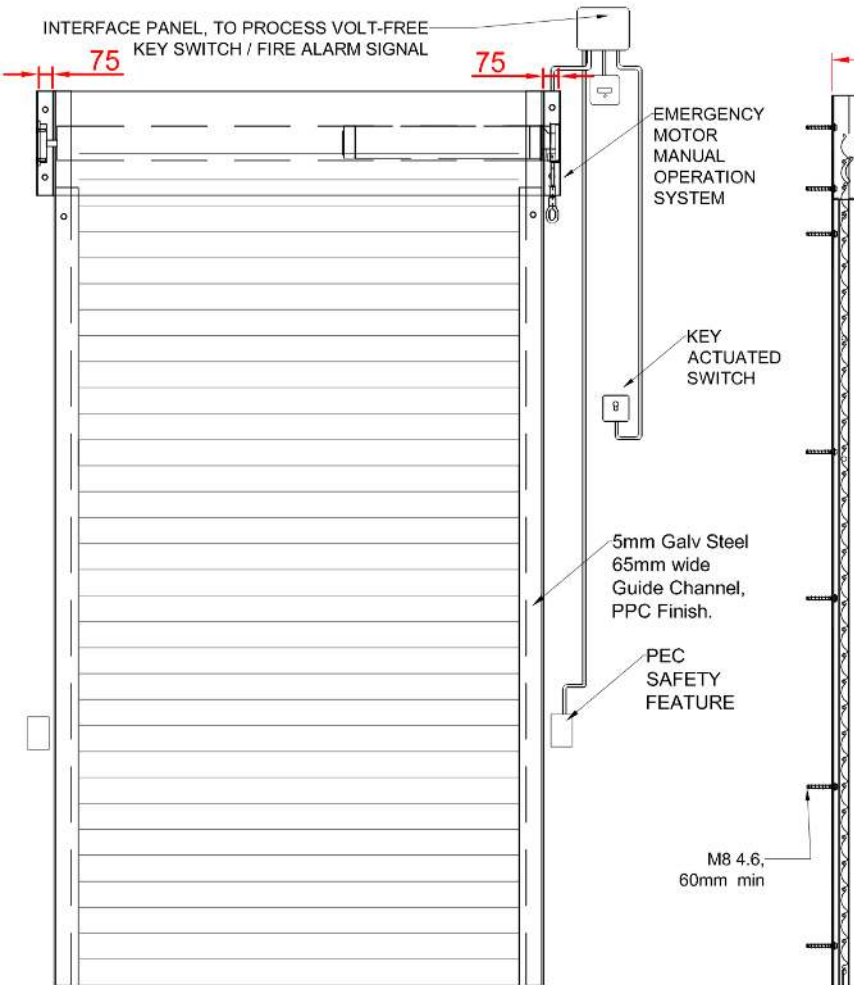 INTERFACE PANEL, TO PROCESS VOLT-FREE
KEY SWITCH / FIRE ALARM SIGNAL
75
75
EMERGENCY
MOTOR
MANUAL
OPERATION
SYSTEM
KEY
ACTUATED
SWITCH
5mm Galv Steel
65mm wide
Guide Channel,
PPC Finish.
PEC
SAFETY
FEATURE
M8 4.6,
60mm min